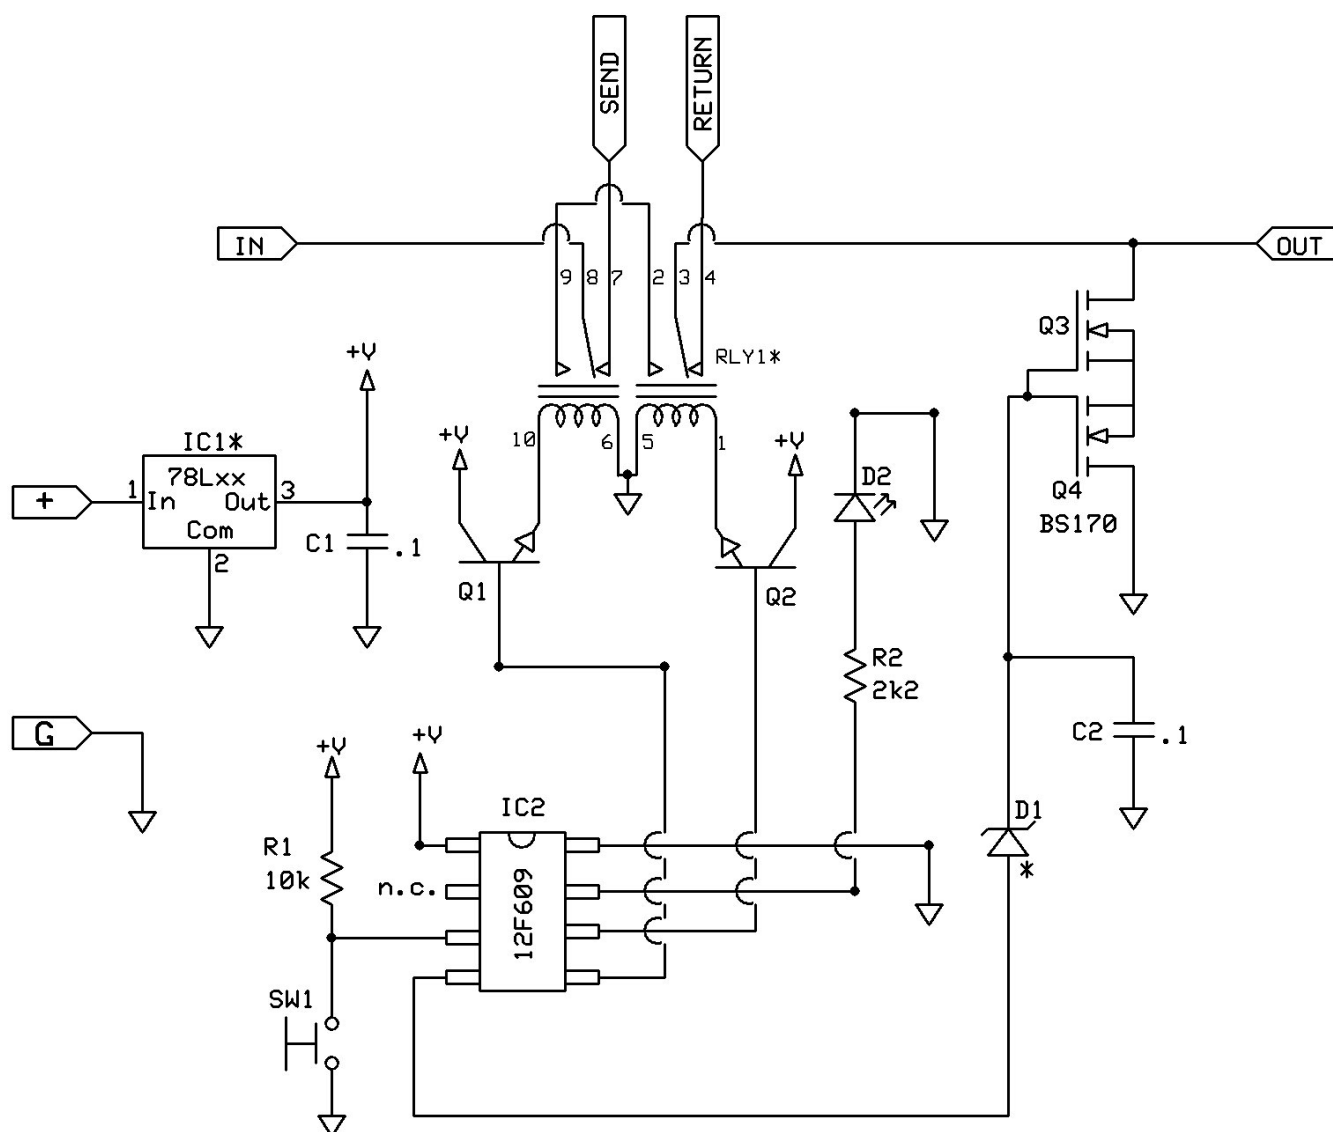 SEND
RETURN
IN
OUT
9
8
7
2
3
4
Q3
RLY1*
+V
IC1*
10
6
5
1
+V
+V
D2
Q4
BS170
+
1
78Lxx
In
Out
3
Com
2
C1
.1
Q1
Q2
R2
2k2
G
C2
.1
+V
+V
IC2
D1
*
R1
10k
n.c.
12F609
SW1